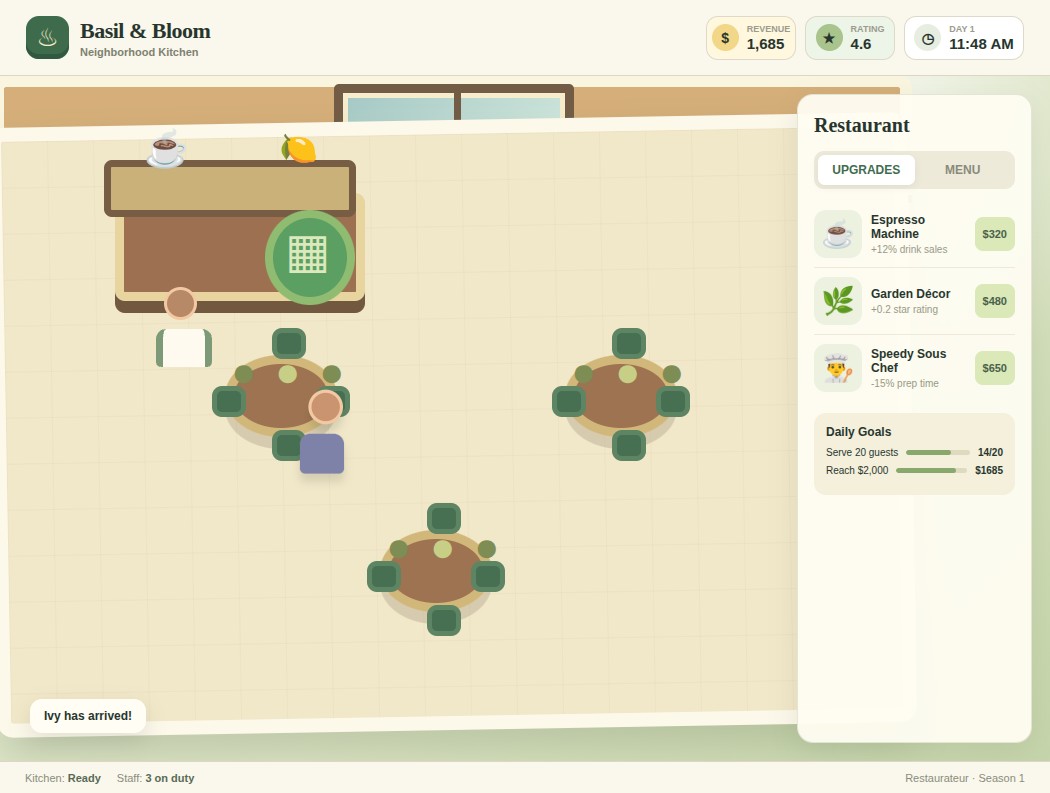 Basil & Bloom
Neighborhood Kitchen
$
REVENUE
1,685
RATING
4.6
DAY 1
11:48 AM
Restaurant
UPGRADES
MENU
Espresso
Machine
+12% drink sales
$320
Garden Décor
+0.2 star rating
$480
Speedy Sous
Chef
-15% prep time
$650
Daily Goals
Serve 20 guests 14/20
Reach $2,000 $1685
Ivy has arrived!
Kitchen: Ready Staff: 3 on duty
Restaurateur · Season 1